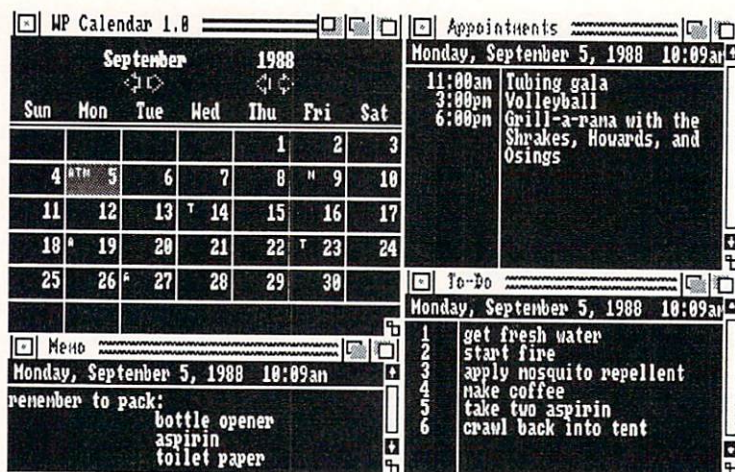 WP Calendar 1.0
September 1988
Sun Mon Tue Wed Thu Fri Sat
1 2 3
4 ATM 5 6 7 8 N 9 10
11 12 13 T 14 15 16 17
18 A 19 20 21 22 T 23 24
25 26 A 27 28 29 30
Memo
Monday, September 5, 1988 10:09am
remember to pack:
bottle opener
aspirin
toilet paper
Appointments
Monday, September 5, 1988 10:09am
11:00am Tubing gala
3:00pm Volleyball
6:00pm Grill-a-rama with the
Shrakes, Howards, and
Osings
To-Do
Monday, September 5, 1988 10:09am
1 get fresh water
2 start fire
3 apply mosquito repellent
4 make coffee
5 take two aspirin
6 crawl back into tent